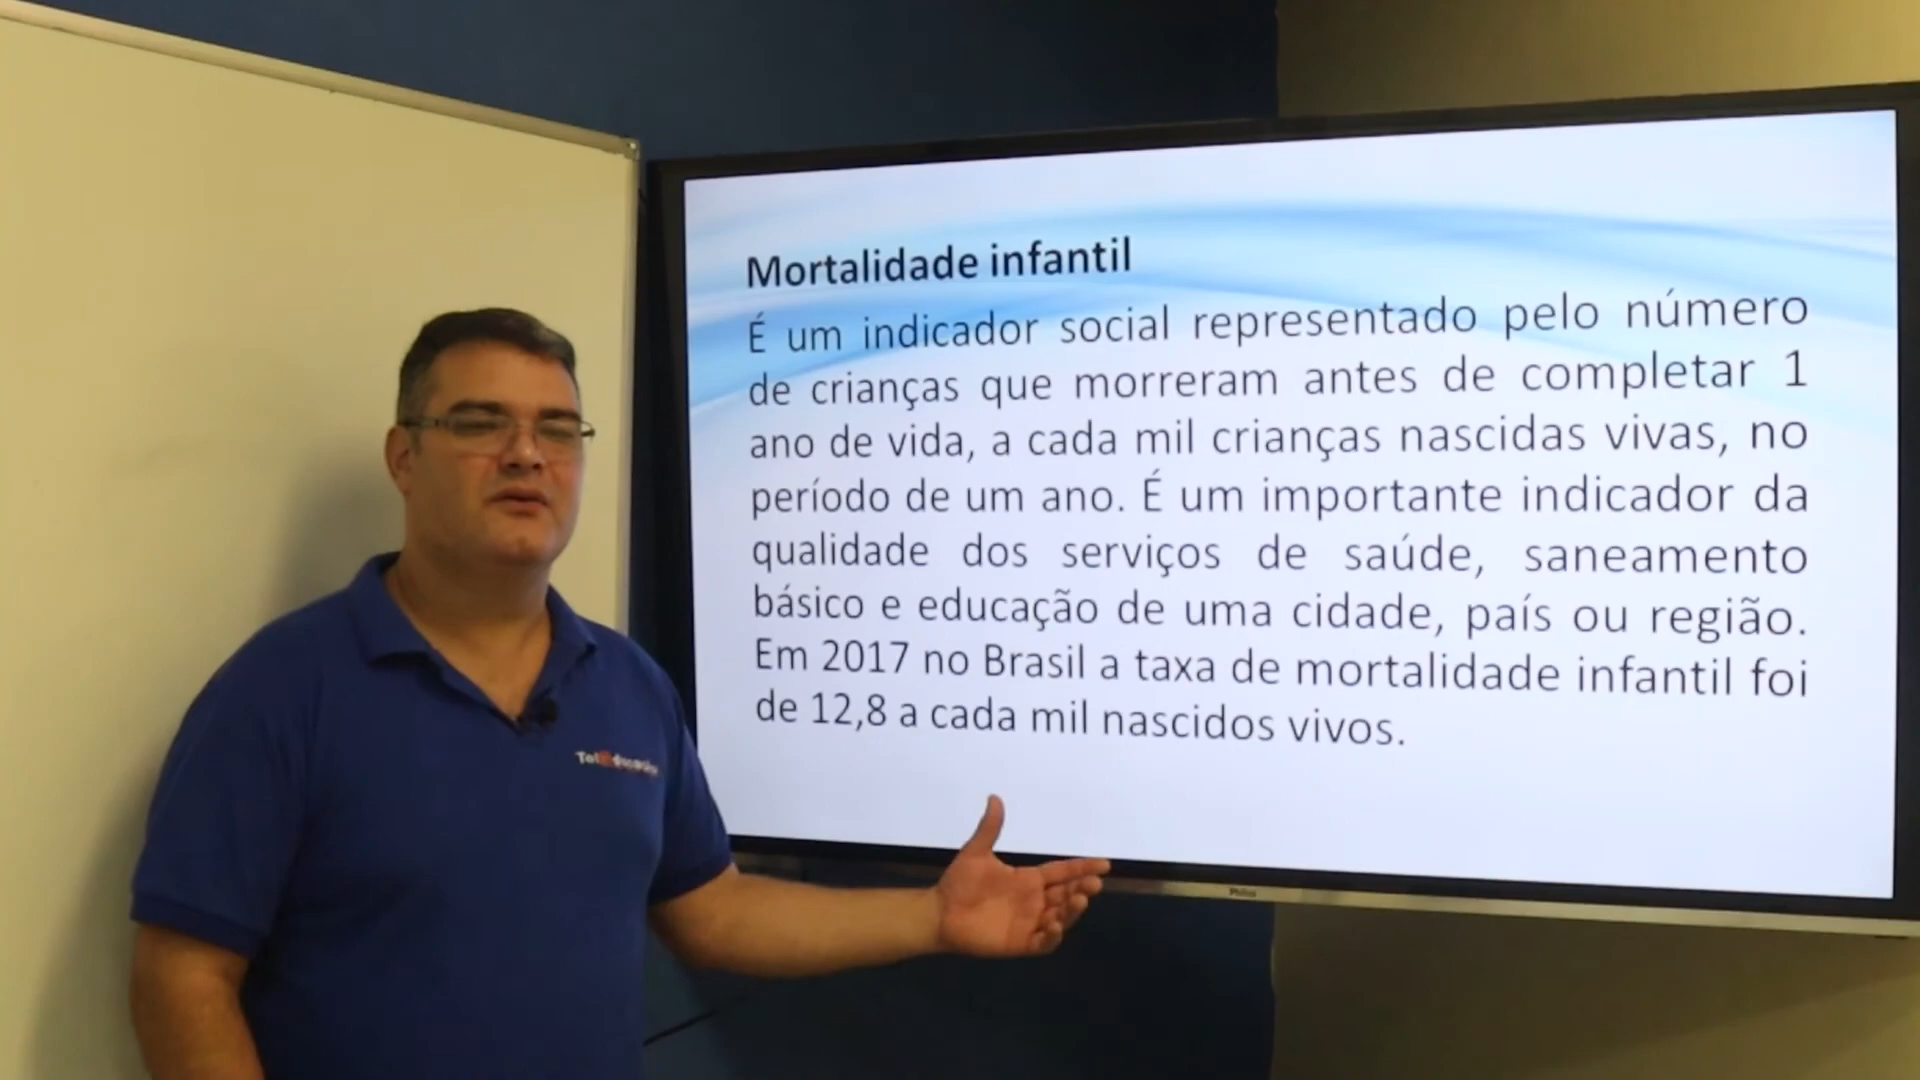 Mortalidade infantil
É um indicador social representado pelo número
de crianças que morreram antes de completar 1
ano de vida, a cada mil crianças nascidas vivas, no
período de um ano. É um importante indicador da
qualidade dos serviços de saúde, saneamento
básico e educação de uma cidade, país ou região.
Em 2017 no Brasil a taxa de mortalidade infantil foi
de 12,8 a cada mil nascidos vivos.
Philco